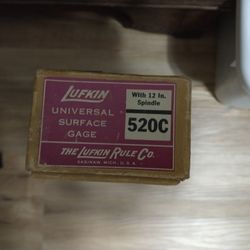 LUFKIN
UNIVERSAL
SURFACE
GAGE
With 12 In.
Spindle
520C
THE LUFKIN RULE CO.
SAGINAW, MICH., U.S.A.